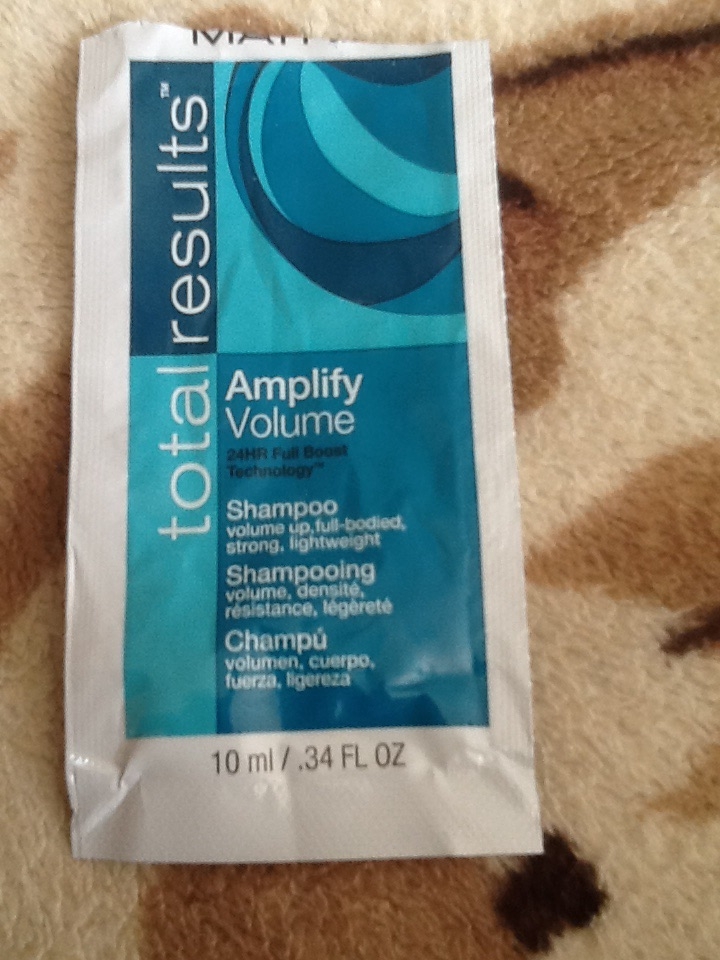 total results™
Amplify
Volume
24HR Full Boost
Technology™
Shampoo
volume up,full-bodied,
strong, lightweight
Shampooing
volume, densité,
résistance, légèreté
Champú
volumen, cuerpo,
fuerza, ligereza
10 ml / .34 FL OZ